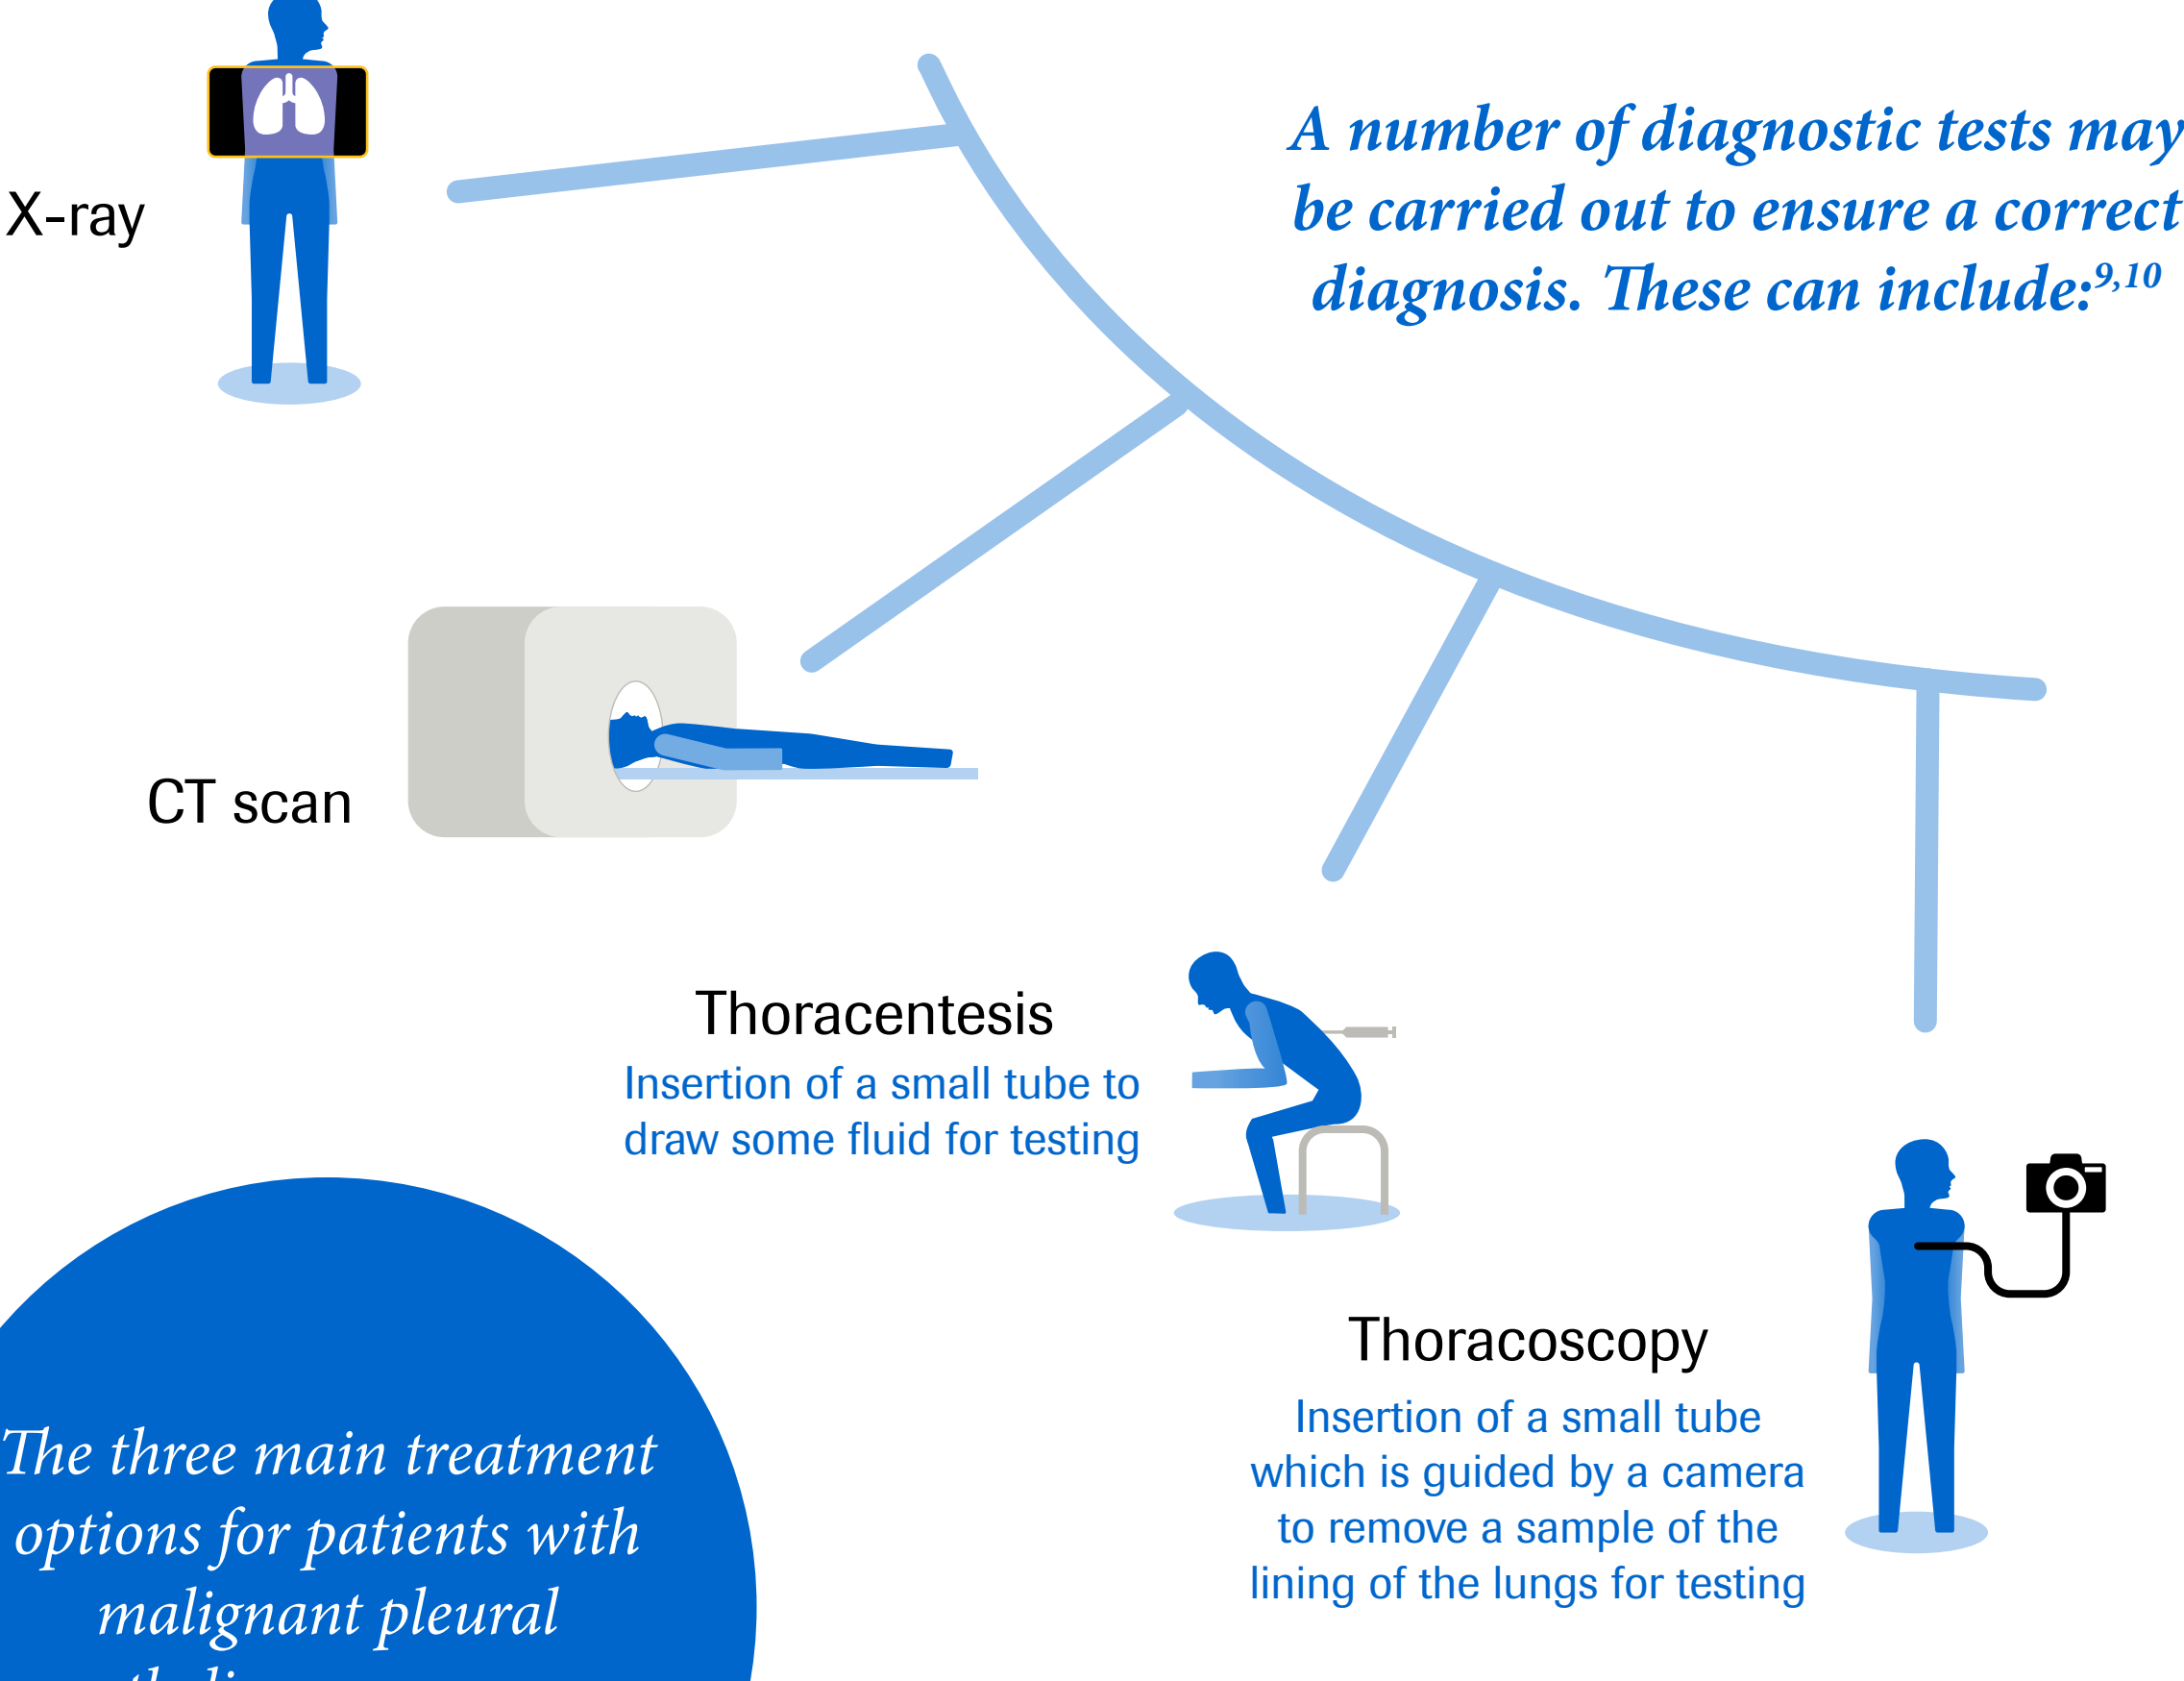 A number of diagnostic tests may
be carried out to ensure a correct
diagnosis. These can include:9,10
X-ray
CT scan
Thoracentesis
Insertion of a small tube to
draw some fluid for testing
Thoracoscopy
Insertion of a small tube
which is guided by a camera
to remove a sample of the
lining of the lungs for testing
The three main treatment
options for patients with
malignant pleural